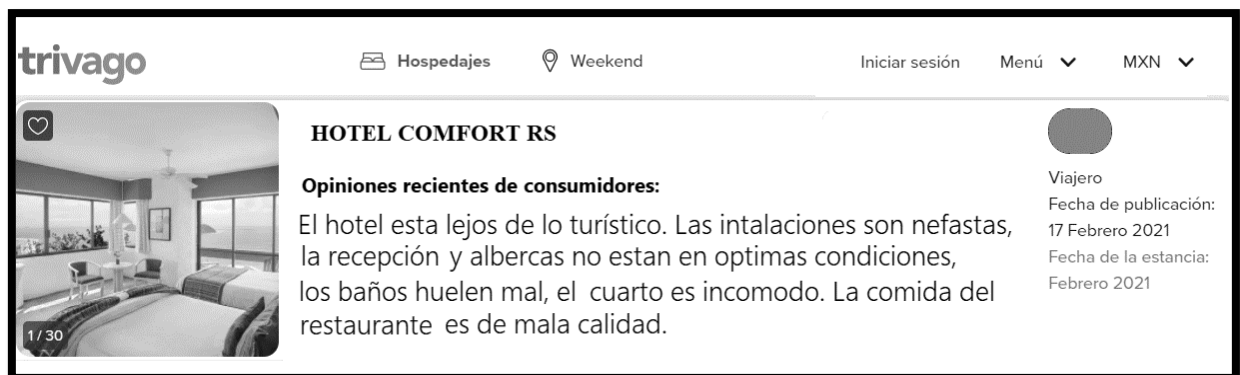 trivago
Hospedajes
Weekend
Iniciar sesión
Menú
MXN
HOTEL COMFORT RS
Opiniones recientes de consumidores:
El hotel esta lejos de lo turístico. Las intalaciones son nefastas,
la recepción y albercas no estan en optimas condiciones,
los baños huelen mal, el cuarto es incomodo. La comida del
restaurante es de mala calidad.
1 / 30
Viajero
Fecha de publicación:
17 Febrero 2021
Fecha de la estancia:
Febrero 2021